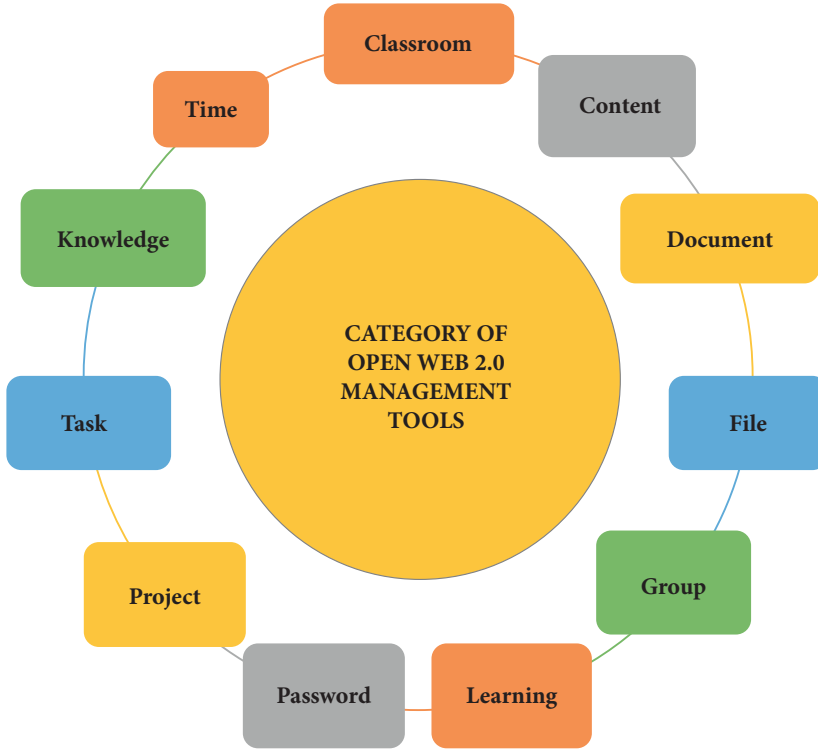 Classroom
Content
Document
File
Group
Learning
Password
Project
Task
Knowledge
Time
CATEGORY OF
OPEN WEB 2.0
MANAGEMENT
TOOLS